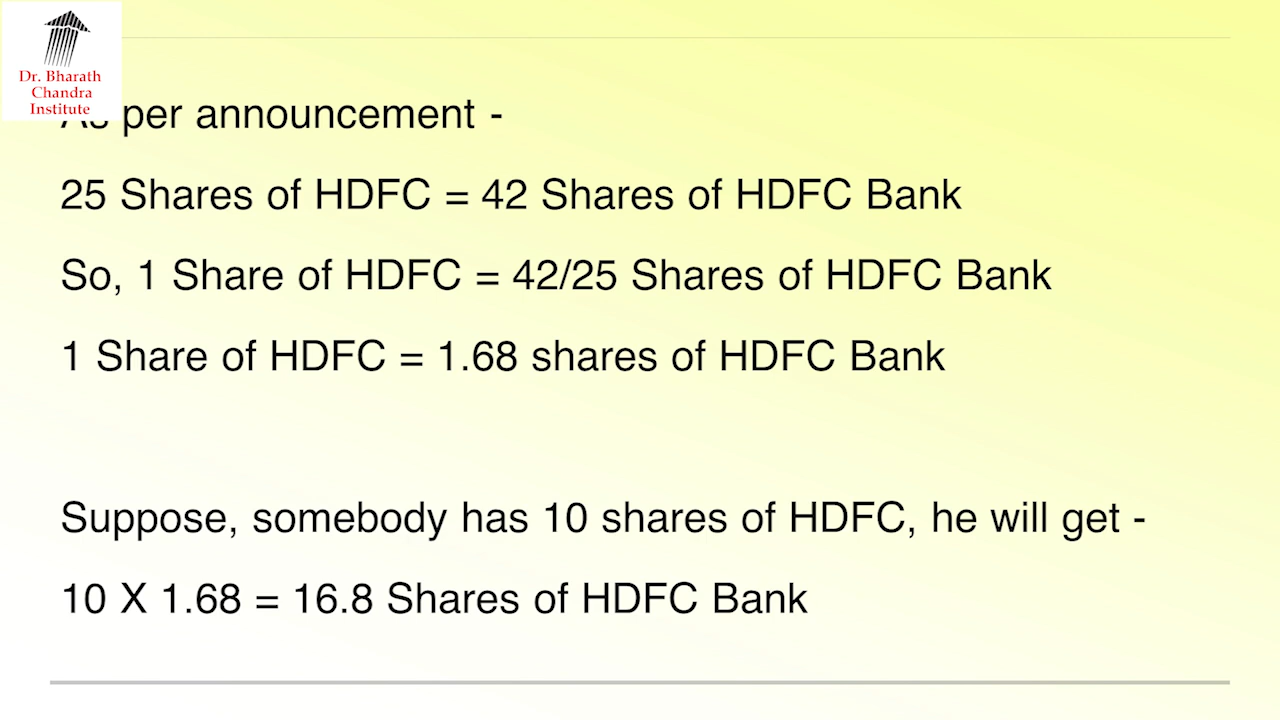 Dr. Bharath
Chandra
Institute
As per announcement -
25 Shares of HDFC = 42 Shares of HDFC Bank
So, 1 Share of HDFC = 42/25 Shares of HDFC Bank
1 Share of HDFC = 1.68 shares of HDFC Bank
Suppose, somebody has 10 shares of HDFC, he will get -
10 X 1.68 = 16.8 Shares of HDFC Bank